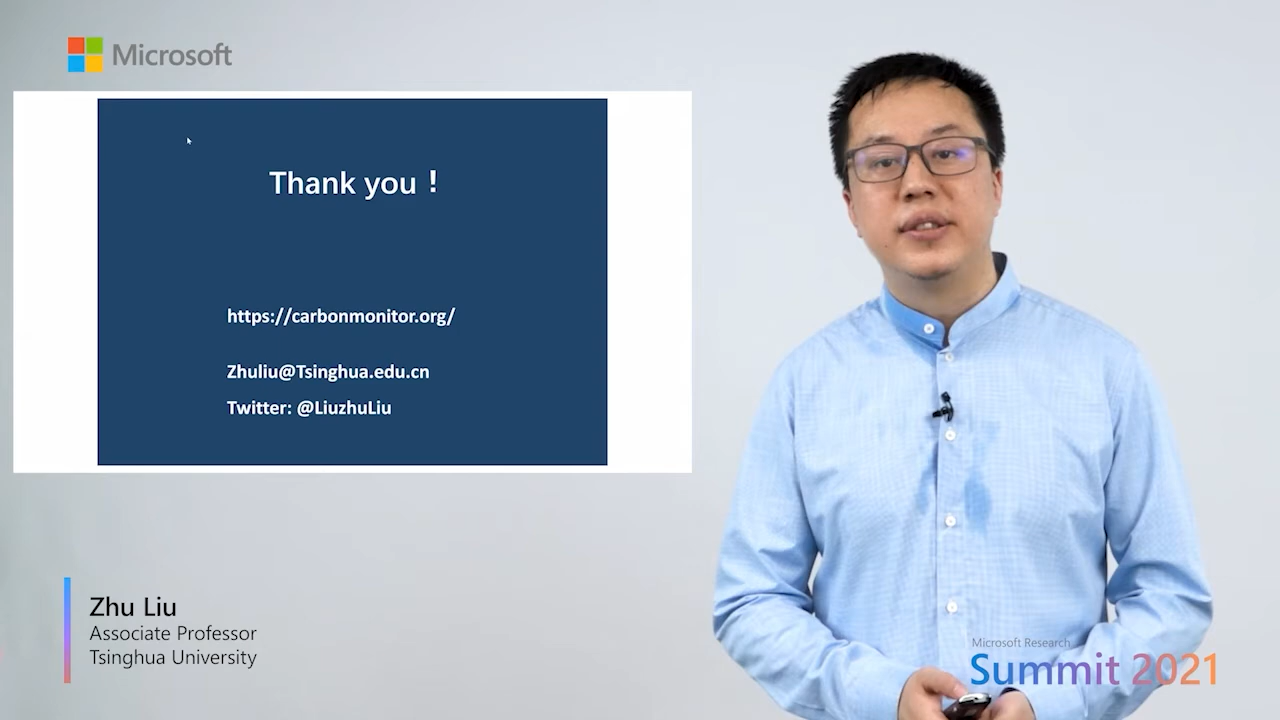 Microsoft
Thank you！
https://carbonmonitor.org/
Zhuliu@Tsinghua.edu.cn
Twitter: @LiuzhuLiu
Zhu Liu
Associate Professor
Tsinghua University
Microsoft Research
Summit 2021